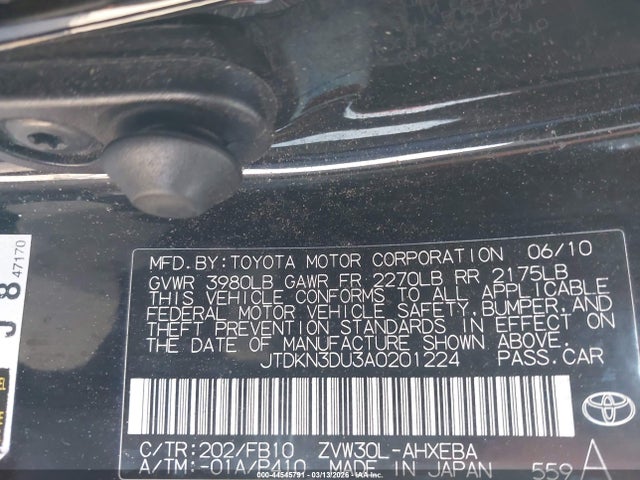 MFD.BY:TOYOTA MOTOR CORPORATION 06/10
GVWR 3980LB GAWR FR 2270LB RR 2175LB
THIS VEHICLE CONFORMS TO ALL APPLICABLE
FEDERAL MOTOR VEHICLE SAFETY,BUMPER,AND
THEFT PREVENTION STANDARDS IN EFFECT ON
THE DATE OF MANUFACTURE SHOWN ABOVE.
JTDKN3DU3A0201224 PASS.CAR
C/TR:202/FB10 ZVW30L-AHXEBA
A/TM:-01A/P410 MADE IN JAPAN 559 A
TOYOTA
J 8
47170
000-44545791 - 03/13/2026 - IAA Inc.